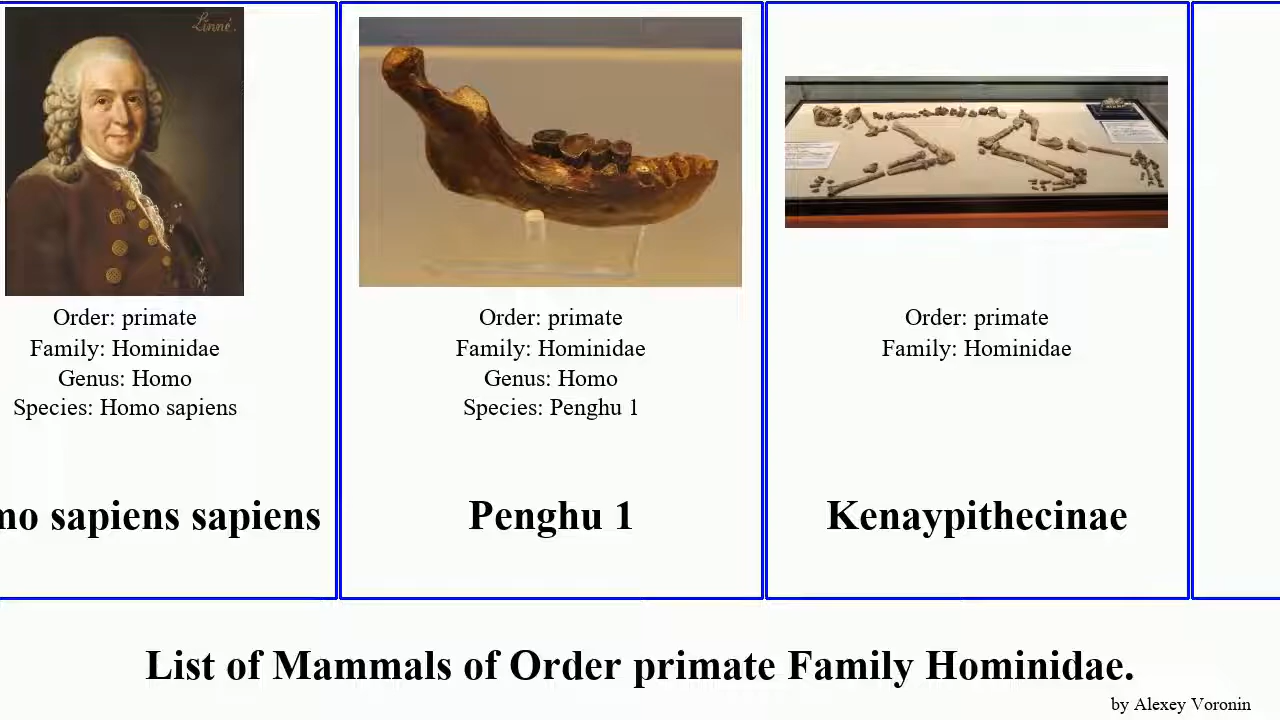 Linné.
Order: primate
Family: Hominidae
Genus: Homo
Species: Homo sapiens
mo sapiens sapiens
Order: primate
Family: Hominidae
Genus: Homo
Species: Penghu 1
Penghu 1
Order: primate
Family: Hominidae
Kenaypithecinae
List of Mammals of Order primate Family Hominidae.
by Alexey Voronin